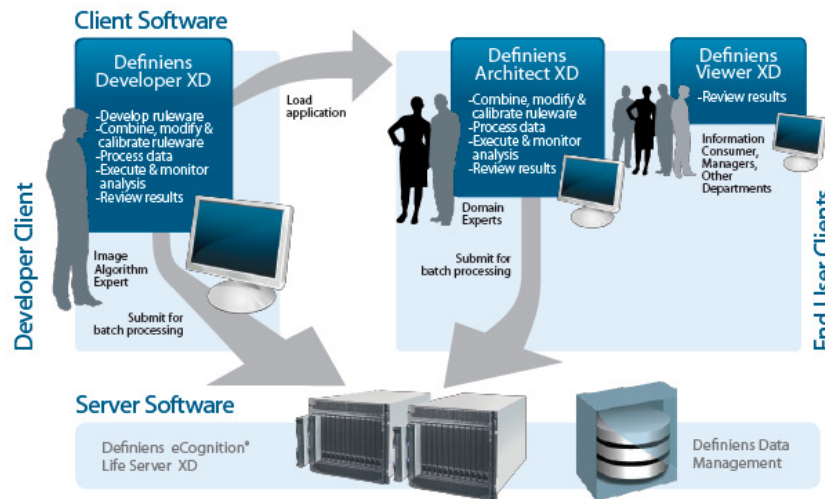 Client Software
Developer Client
Definiens
Developer XD
-Develop ruleware
-Combine, modify &
calibrate ruleware
-Process data
-Execute & monitor
analysis
-Review results
Image
Algorithm
Expert
Submit for
batch processing
Load
application
Definiens
Architect XD
-Combine, modify &
calibrate ruleware
-Process data
-Execute & monitor
analysis
-Review results
Domain
Experts
Submit for
batch processing
Definiens
Viewer XD
-Review results
Information
Consumer,
Managers,
Other
Departments
End User Clients
Server Software
Definiens eCognition®
Life Server XD
Definiens Data
Management